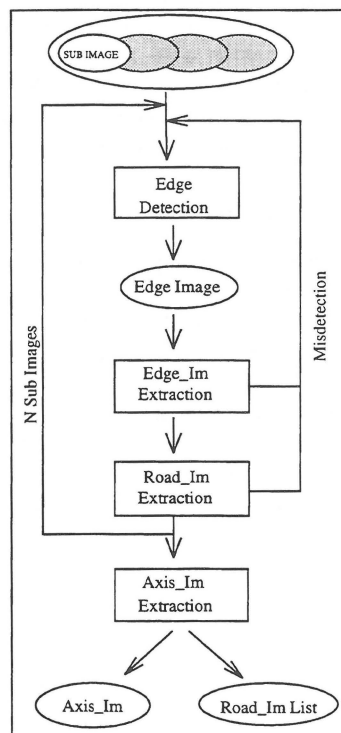 SUB IMAGE
Edge
Detection
Edge Image
N Sub Images
Misdetection
Edge_Im
Extraction
Road_Im
Extraction
Axis_Im
Extraction
Axis_Im
Road_Im List